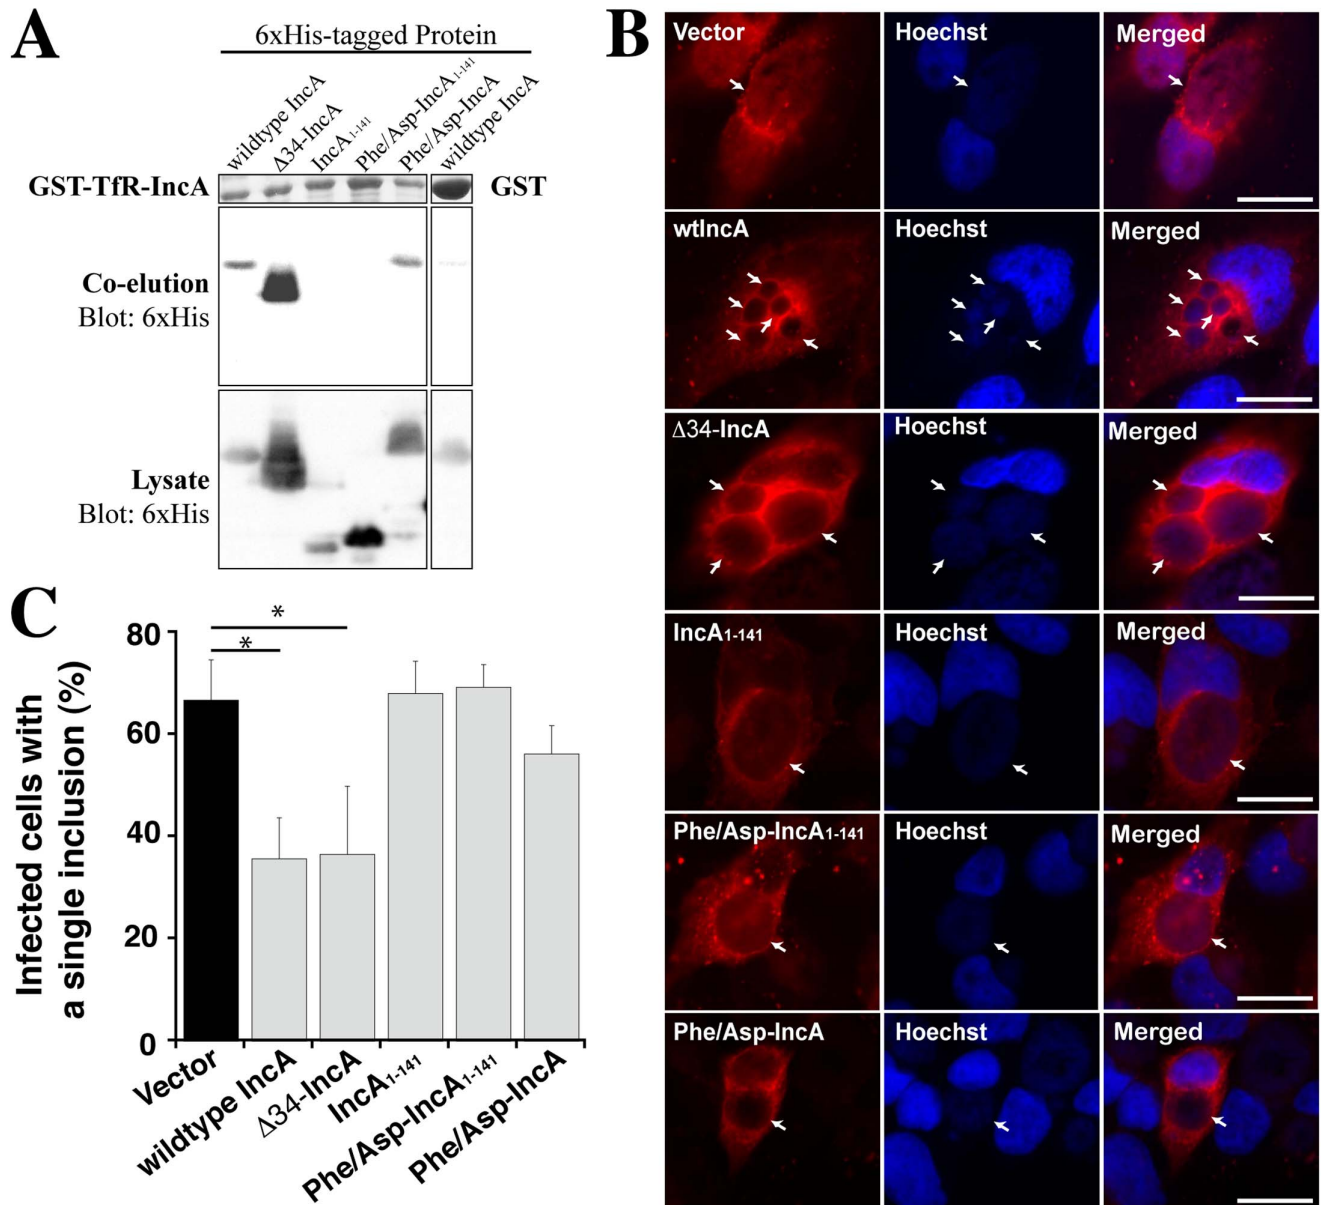 A
6xHis-tagged Protein
wildtype IncA
Δ34-IncA
IncA1-141
Phe/Asp-IncA1-141
Phe/Asp-IncA
wildtype IncA
GST-TfR-IncA
GST
Co-elution
Blot: 6xHis
Lysate
Blot: 6xHis
B
Vector
Hoechst
Merged
wtIncA
Hoechst
Merged
Δ34-IncA
Hoechst
Merged
IncA1-141
Hoechst
Merged
Phe/Asp-IncA1-141
Hoechst
Merged
Phe/Asp-IncA
Hoechst
Merged
C
*
*
Infected cells with
a single inclusion (%)
80
60
40
20
0
Vector
wildtype IncA
Δ34-IncA
IncA1-141
Phe/Asp-IncA1-141
Phe/Asp-IncA